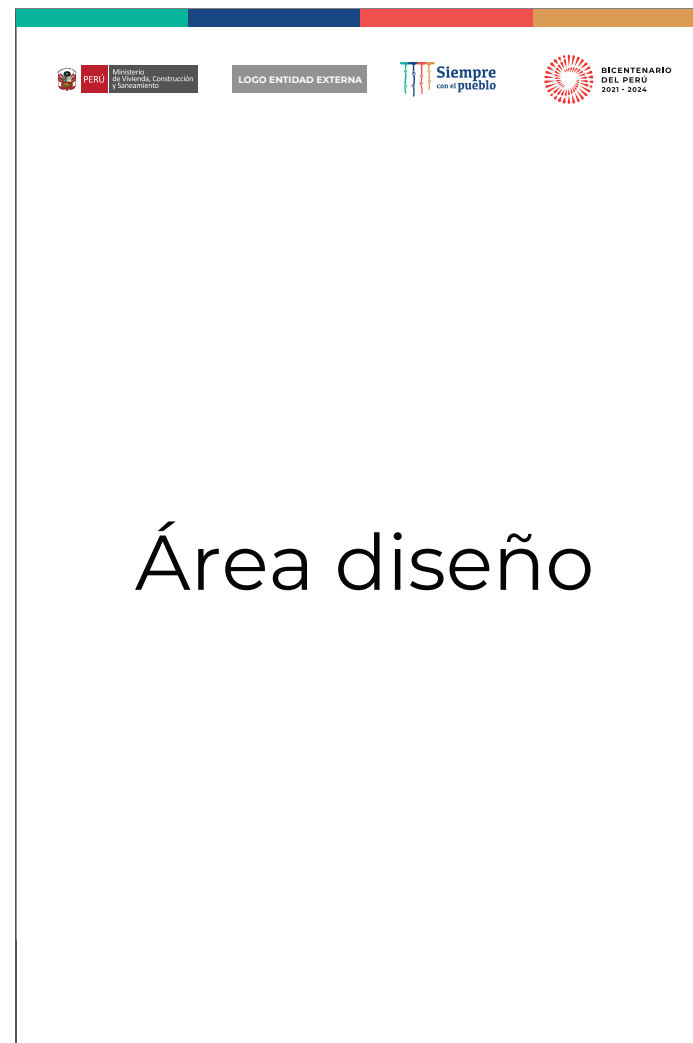 PERÚ
Ministerio
de Vivienda, Construcción
y Saneamiento
LOGO ENTIDAD EXTERNA
Siempre
con el pueblo
BICENTENARIO
DEL PERÚ
2021 - 2024
Área diseño